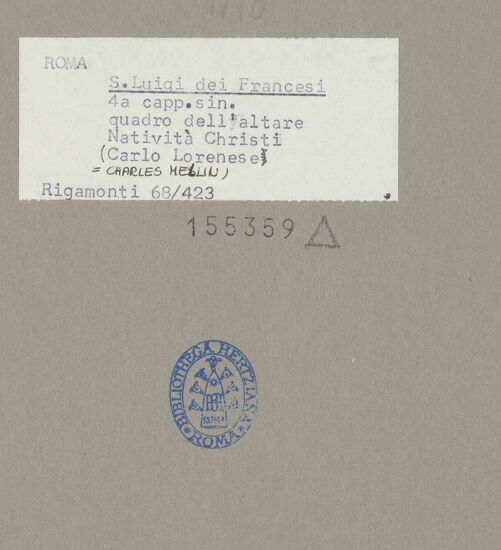 ROMA
S.Luigi dei Francesi
4a capp.sin.
quadro dell'altare
Natività Christi
(Carlo Lorenese)
= CHARLES MELLIN)
Rigamonti 68/423
155359
BIBLIOTHECA HERTZIANA
ROMA